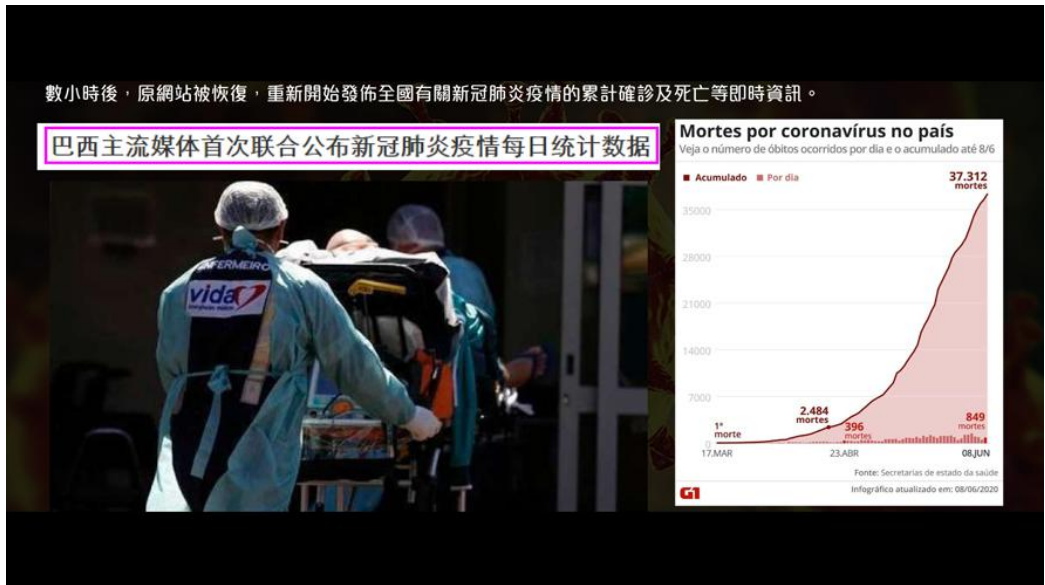 數小時後，原網站被恢復，重新開始發佈全國有關新冠肺炎疫情的累計確診及死亡等即時資訊。
巴西主流媒体首次联合公布新冠肺炎疫情每日统计数据
ENFERMEIRO
vida
Mortes por coronavírus no país
Veja o número de óbitos ocorridos por dia e o acumulado até 8/6
Acumulado Por dia
37.312
mortes
35000
28000
21000
14000
7000
0
1ª
morte
2.484
mortes
396
mortes
849
mortes
17.MAR 23.ABR 08.JUN
Fonte: Secretarias de estado da saúde
G1 Infográfico atualizado em: 08/06/2020